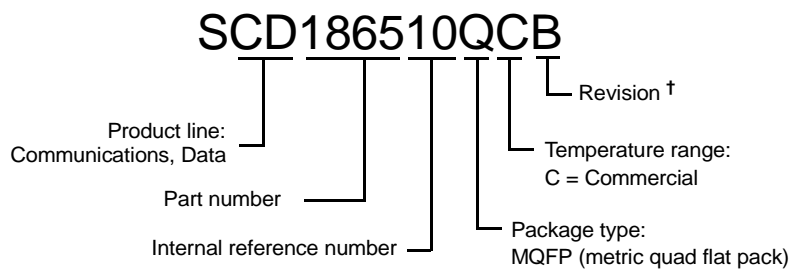 SCD186510QCB
Revision †
Product line:
Communications, Data
Temperature range:
C = Commercial
Part number
Package type:
MQFP (metric quad flat pack)
Internal reference number